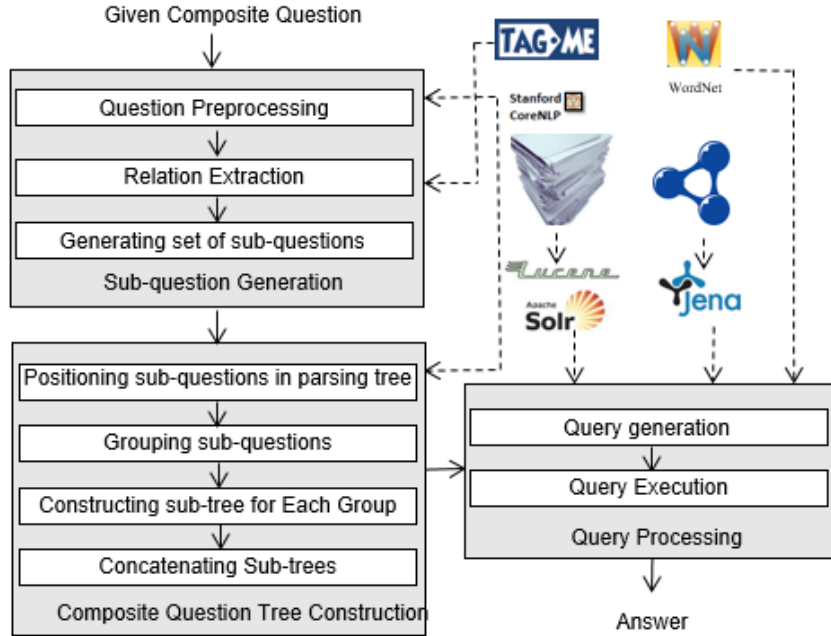 Given Composite Question
Question Preprocessing
Relation Extraction
Generating set of sub-questions
Sub-question Generation
Positioning sub-questions in parsing tree
Grouping sub-questions
Constructing sub-tree for Each Group
Concatenating Sub-trees
Composite Question Tree Construction
TAGME
WordNet
Stanford
CoreNLP
Lucene
Apache
Solr
Jena
Query generation
Query Execution
Query Processing
Answer